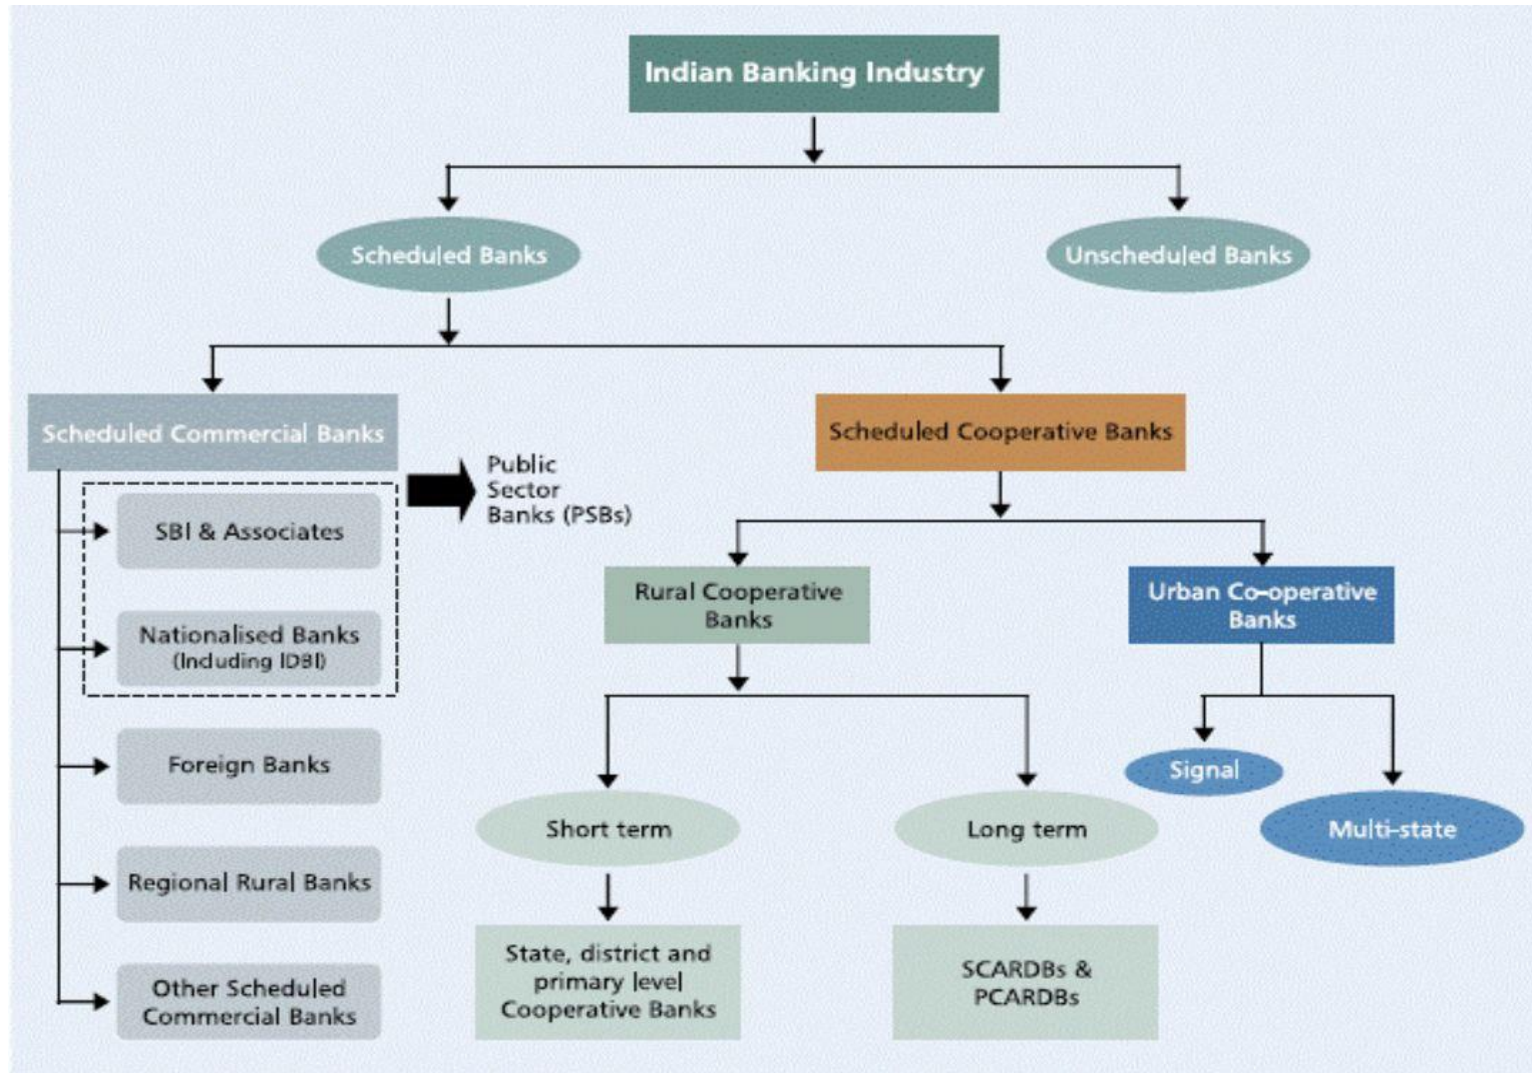 Indian Banking Industry
Scheduled Banks
Unscheduled Banks
Scheduled Commercial Banks
Scheduled Cooperative Banks
Public
Sector
Banks (PSBs)
SBI & Associates
Nationalised Banks
(Including IDBI)
Foreign Banks
Regional Rural Banks
Other Scheduled
Commercial Banks
Rural Cooperative
Banks
Urban Co-operative
Banks
Short term
Long term
Signal
Multi-state
State, district and
primary level
Cooperative Banks
SCARDBs &
PCARDBs